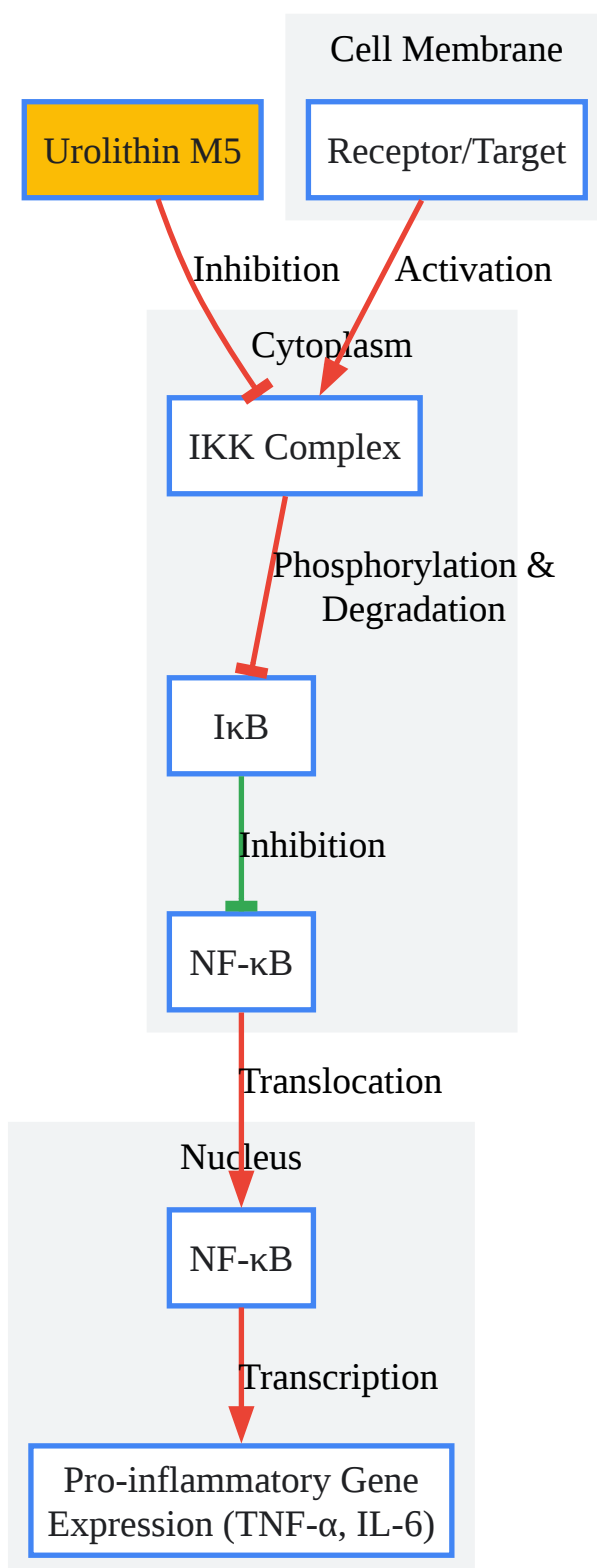 Cell Membrane
Urolithin M5
Receptor/Target
Inhibition
Activation
Cytoplasm
IKK Complex
Phosphorylation &
Degradation
IκB
Inhibition
NF-κB
Translocation
Nucleus
NF-κB
Transcription
Pro-inflammatory Gene
Expression (TNF-α, IL-6)